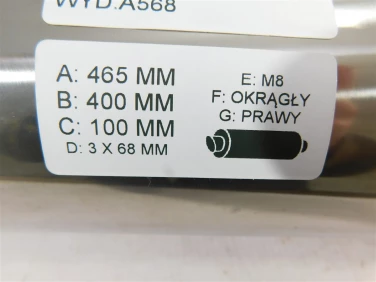 WYD.A568
A: 465 MM
B: 400 MM
C: 100 MM
D: 3 X 68 MM
E: M8
F: OKRĄGŁY
G: PRAWY